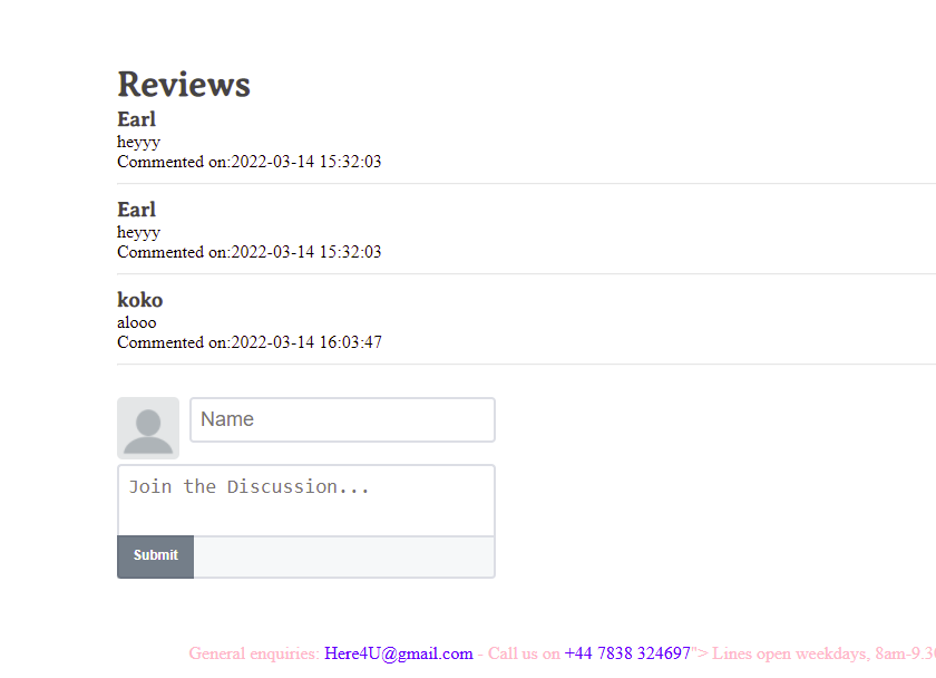 Reviews
Earl
heyyy
Commented on:2022-03-14 15:32:03
Earl
heyyy
Commented on:2022-03-14 15:32:03
koko
alooo
Commented on:2022-03-14 16:03:47
Name
Join the Discussion...
Submit
General enquiries: Here4U@gmail.com - Call us on +44 7838 324697"> Lines open weekdays, 8am-9.3